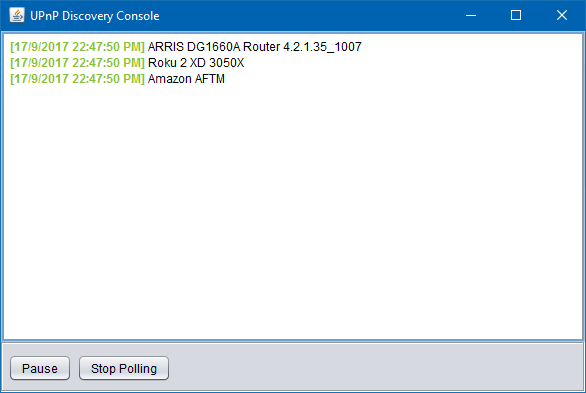 UPnP Discovery Console
[17/9/2017 22:47:50 PM] ARRIS DG1660A Router 4.2.1.35_1007
[17/9/2017 22:47:50 PM] Roku 2 XD 3050X
[17/9/2017 22:47:50 PM] Amazon AFTM
Pause Stop Polling